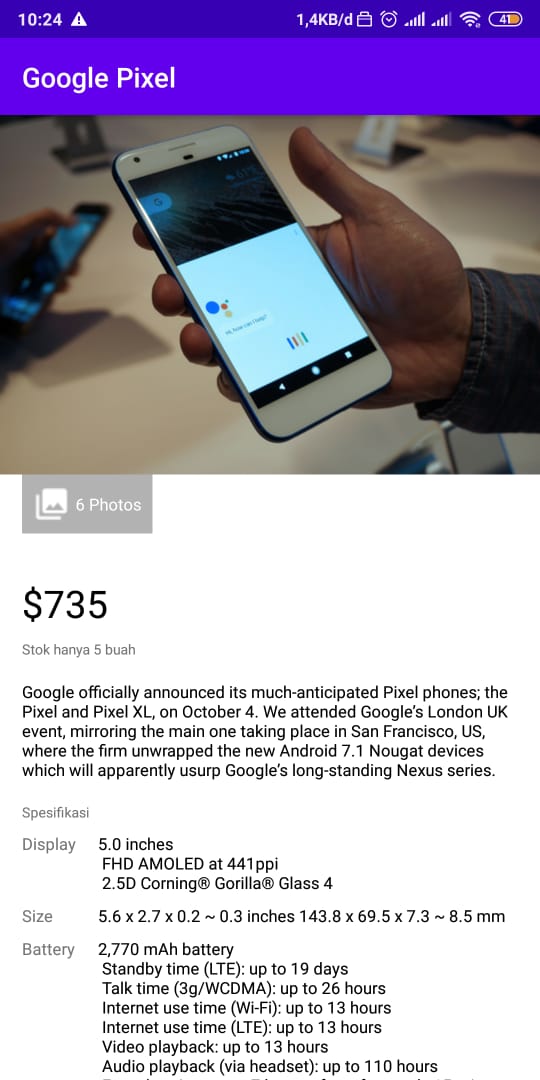 10:24
1,4KB/d
41
Google Pixel
G
Hi, how can I help?
6 Photos
$735
Stok hanya 5 buah
Google officially announced its much-anticipated Pixel phones; the
Pixel and Pixel XL, on October 4. We attended Google’s London UK
event, mirroring the main one taking place in San Francisco, US,
where the firm unwrapped the new Android 7.1 Nougat devices
which will apparently usurp Google’s long-standing Nexus series.
Spesifikasi
Display 5.0 inches
FHD AMOLED at 441ppi
2.5D Corning® Gorilla® Glass 4
Size 5.6 x 2.7 x 0.2 ~ 0.3 inches 143.8 x 69.5 x 7.3 ~ 8.5 mm
Battery 2,770 mAh battery
Standby time (LTE): up to 19 days
Talk time (3g/WCDMA): up to 26 hours
Internet use time (Wi-Fi): up to 13 hours
Internet use time (LTE): up to 13 hours
Video playback: up to 13 hours
Audio playback (via headset): up to 110 hours